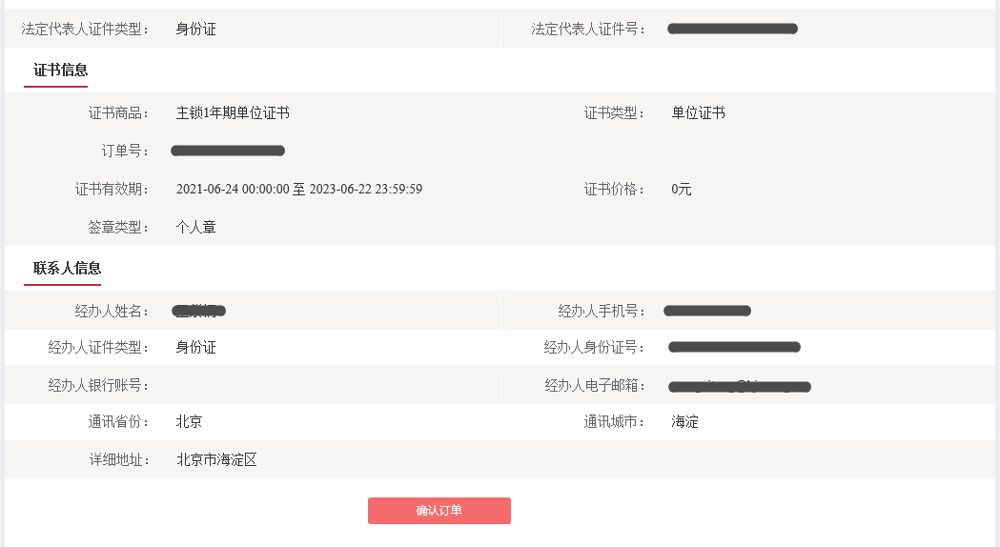 法定代表人证件类型： 身份证 法定代表人证件号：
证书信息
证书商品： 主锁1年期单位证书 证书类型： 单位证书
订单号：
证书有效期： 2021-06-24 00:00:00 至 2023-06-22 23:59:59 证书价格： 0元
签章类型： 个人章
联系人信息
经办人姓名： 经办人手机号：
经办人证件类型： 身份证 经办人身份证号：
经办人银行账号： 经办人电子邮箱：
通讯省份： 北京 通讯城市： 海淀
详细地址： 北京市海淀区
确认订单